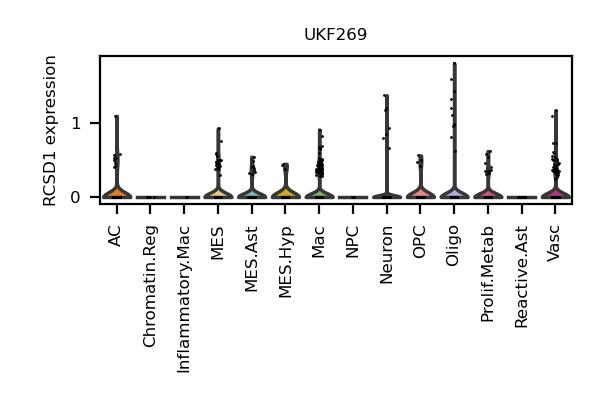 UKF269
RCSD1 expression
1
0
AC
Chromatin.Reg
Inflammatory.Mac
MES
MES.Ast
MES.Hyp
Mac
NPC
Neuron
OPC
Oligo
Prolif.Metab
Reactive.Ast
Vasc